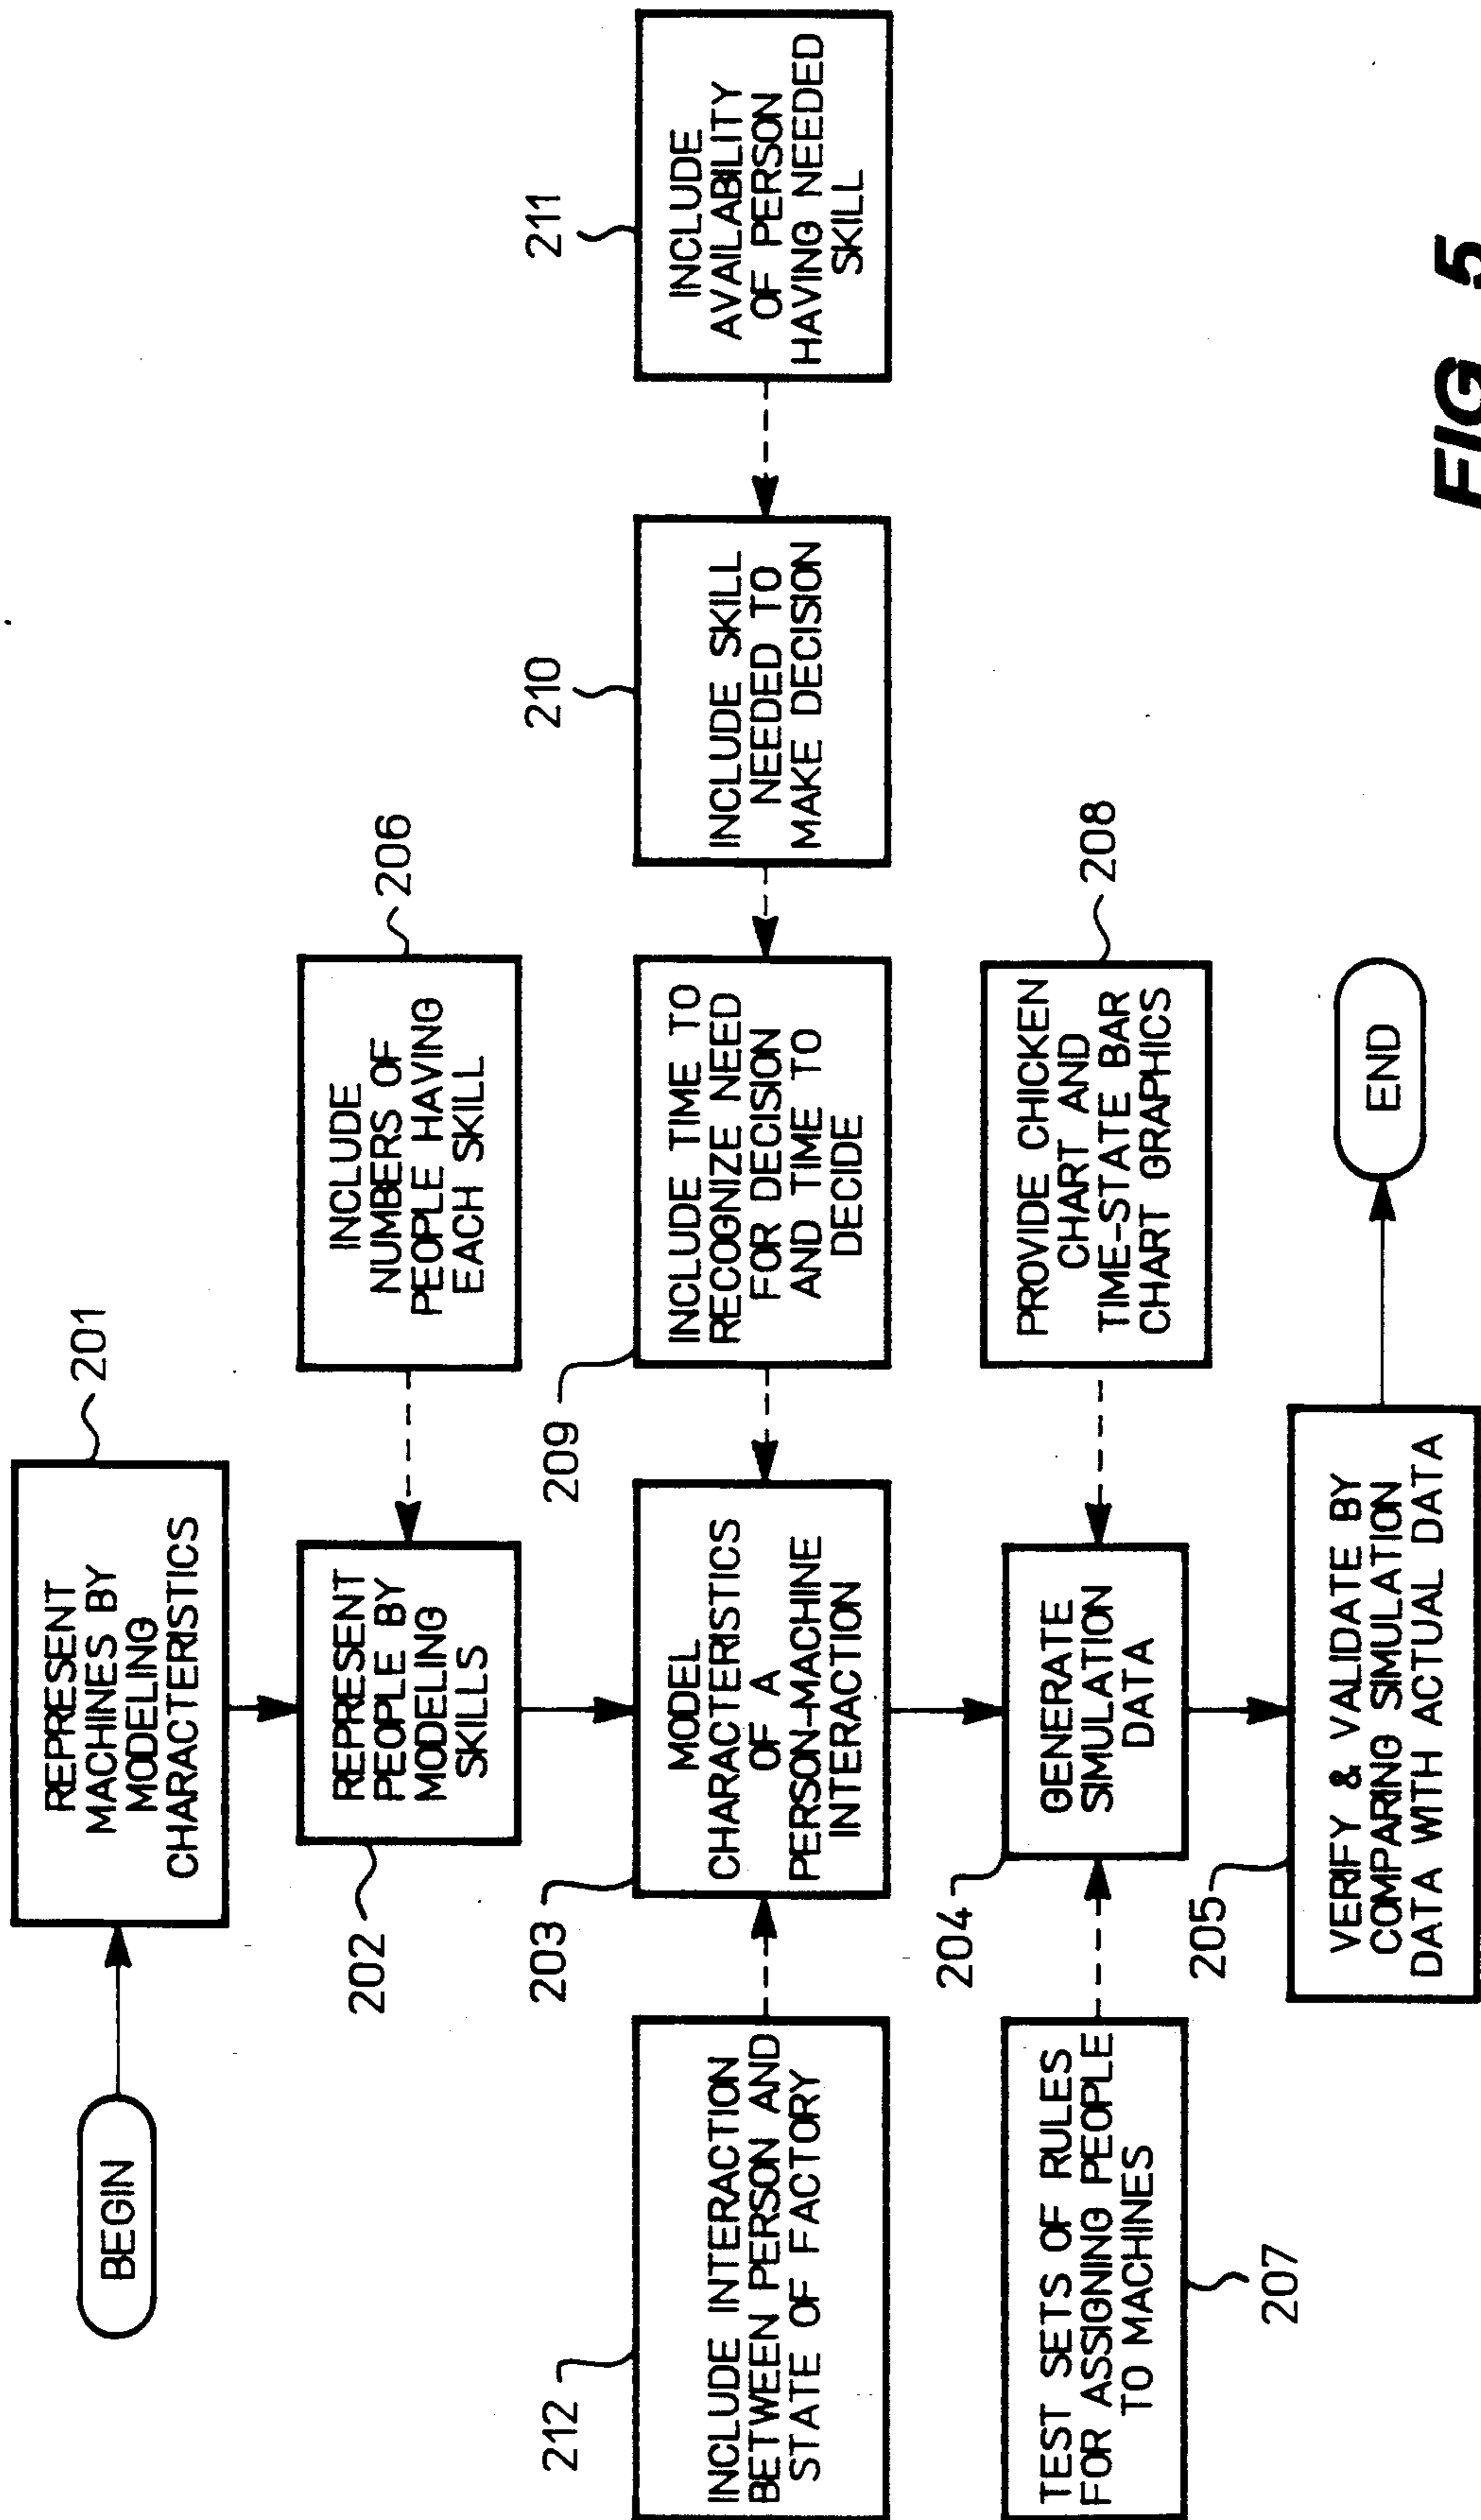 BEGIN
REPRESENT
MACHINES BY
MODELING
CHARACTERISTICS
201
REPRESENT
PEOPLE BY
MODELING
SKILLS
202
INCLUDE
NUMBERS OF
PEOPLE HAVING
EACH SKILL
206
212
INCLUDE INTERACTION
BETWEEN PERSON AND
STATE OF FACTORY
203
MODEL
CHARACTERISTICS
OF A
PERSON-MACHINE
INTERACTION
209
INCLUDE TIME TO
RECOGNIZE NEED
FOR DECISION
AND TIME TO
DECIDE
210
INCLUDE SKILL
NEEDED TO
MAKE DECISION
211
INCLUDE
AVAILABILITY
OF PERSON
HAVING NEEDED
SKILL
TEST SETS OF RULES
FOR ASSIGNING PEOPLE
TO MACHINES
207
204
GENERATE
SIMULATION
DATA
PROVIDE CHICKEN
CHART AND
TIME-STATE BAR
CHART GRAPHICS
208
205
VERIFY & VALIDATE BY
COMPARING SIMULATION
DATA WITH ACTUAL DATA
END
FIG_5